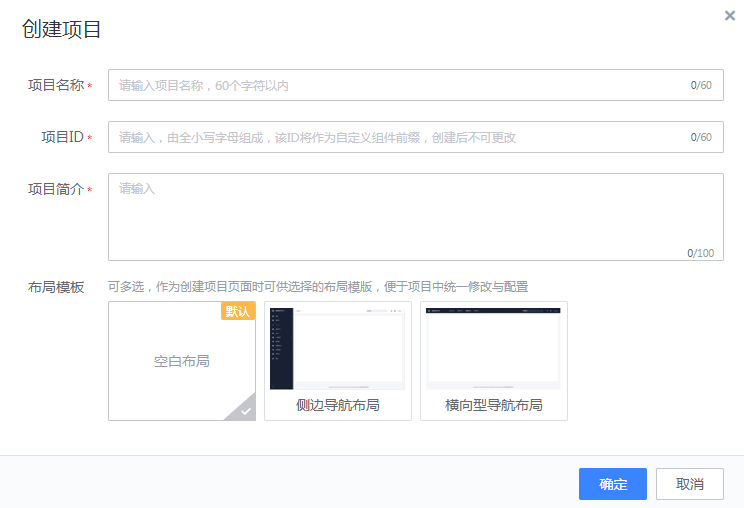 创建项目
项目名称 *
请输入项目名称，60个字符以内
0/60
项目ID *
请输入，由全小写字母组成，该ID将作为自定义组件前缀，创建后不可更改
0/60
项目简介 *
请输入
0/100
布局模板
可多选，作为创建项目页面时可供选择的布局模版，便于项目中统一修改与配置
默认
空白布局
侧边导航布局
横向型导航布局
确定
取消